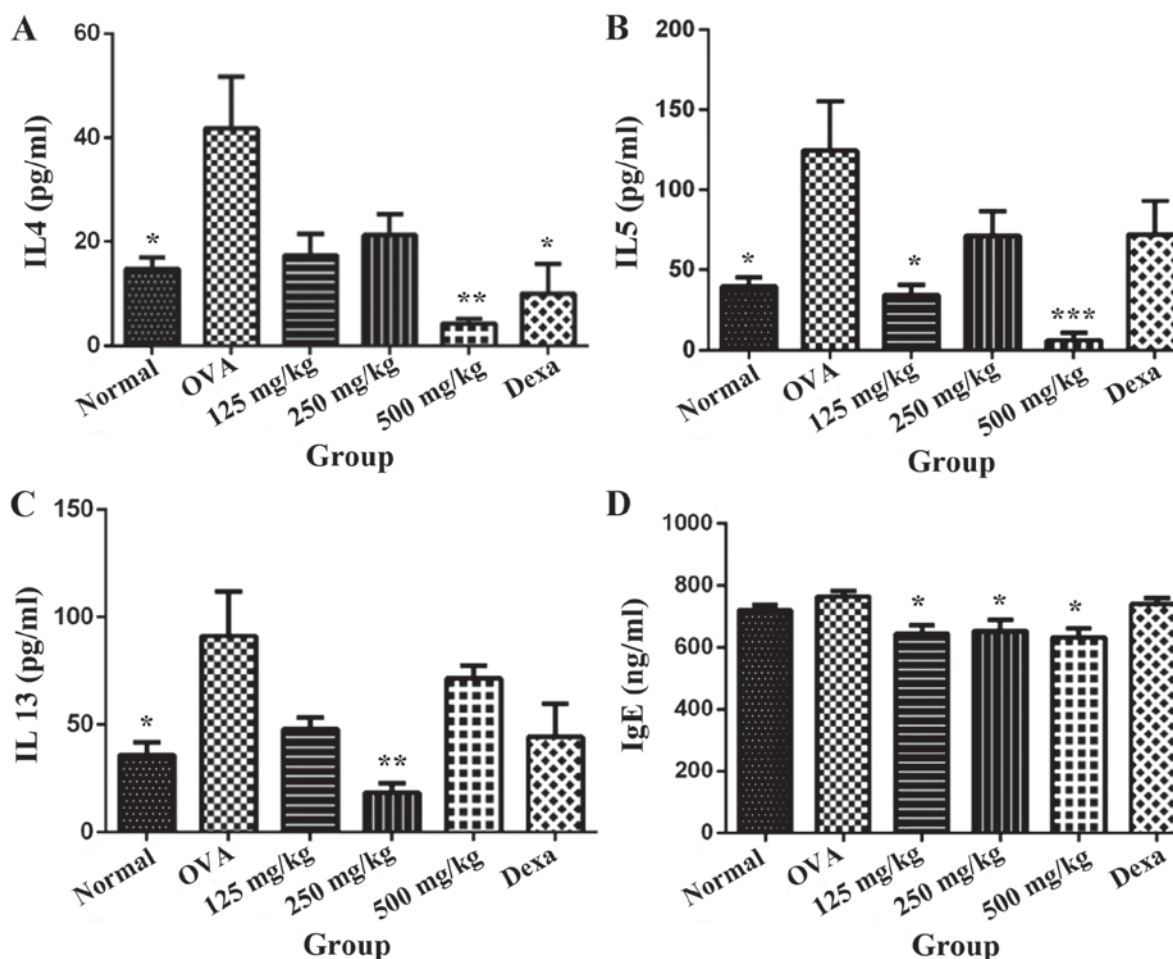 A
IL4 (pg/ml)
60
40
20
0
*
**
*
Normal
OVA
125 mg/kg
250 mg/kg
500 mg/kg
Dexa
Group
B
IL5 (pg/ml)
200
150
100
50
0
*
*
***
Normal
OVA
125 mg/kg
250 mg/kg
500 mg/kg
Dexa
Group
C
IL 13 (pg/ml)
150
100
50
0
*
**
Normal
OVA
125 mg/kg
250 mg/kg
500 mg/kg
Dexa
Group
D
IgE (ng/ml)
1000
800
600
400
200
0
*
*
*
Normal
OVA
125 mg/kg
250 mg/kg
500 mg/kg
Dexa
Group